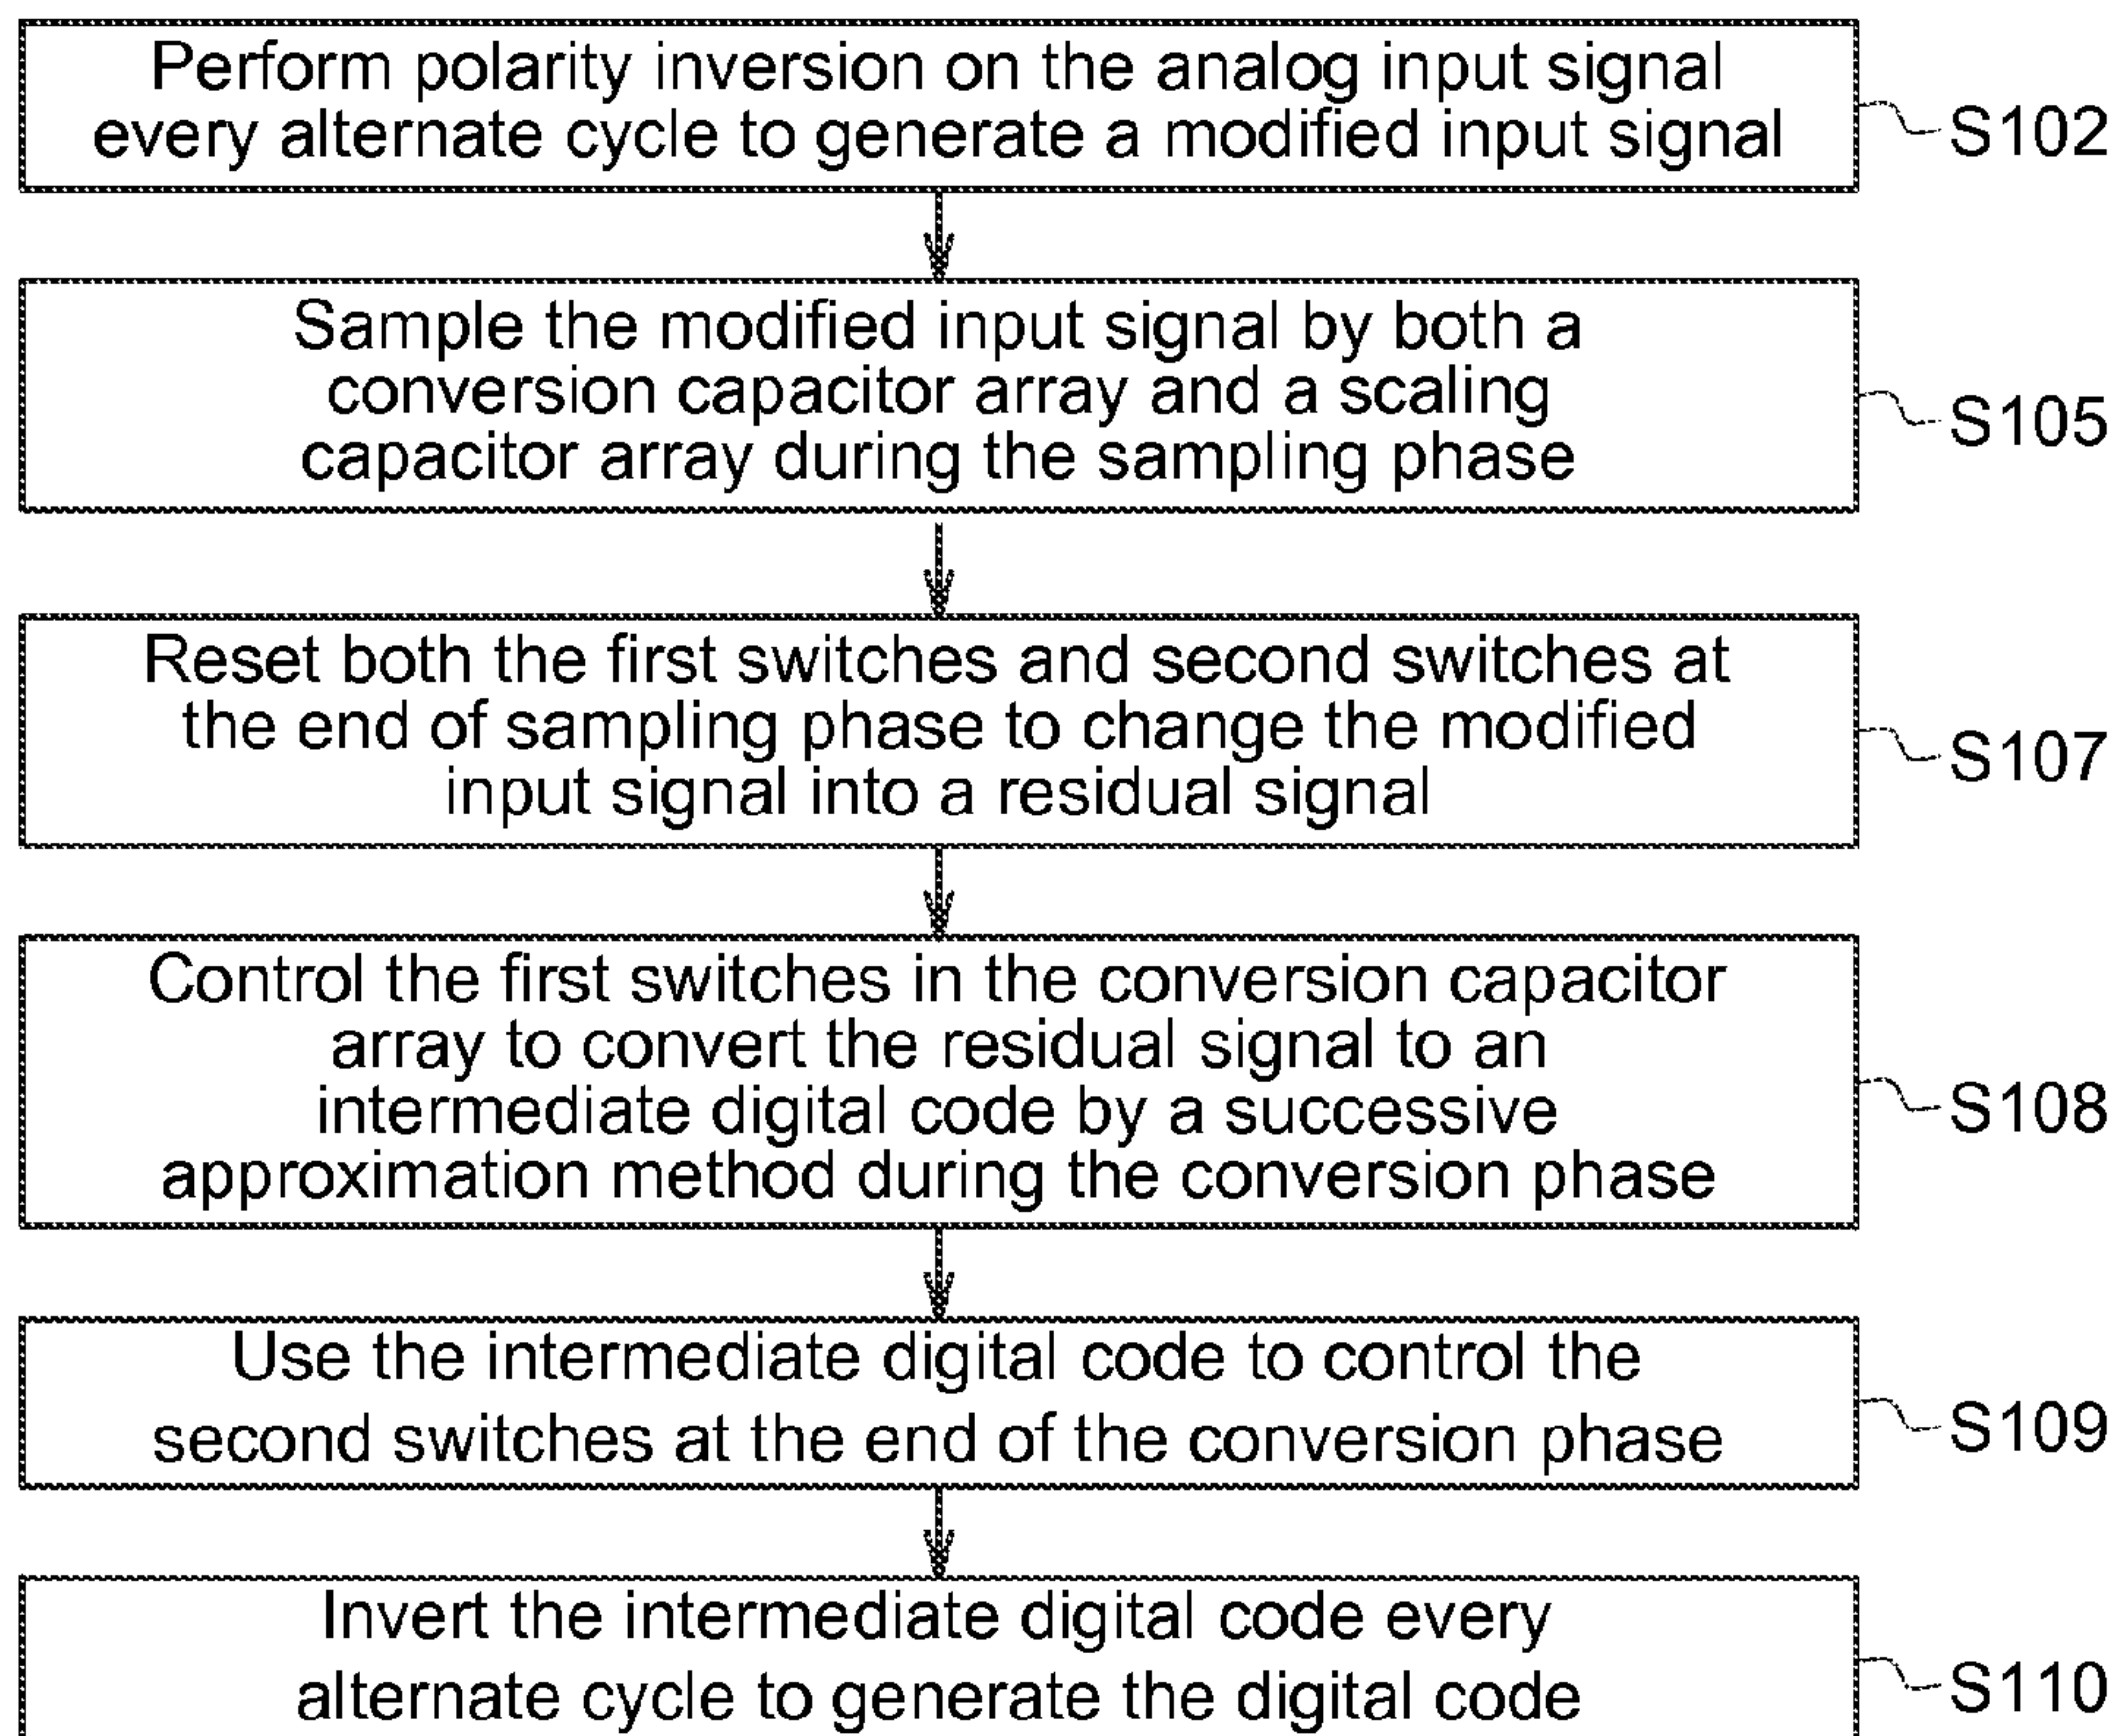 Perform polarity inversion on the analog input signal
every alternate cycle to generate a modified input signal
S102
Sample the modified input signal by both a
conversion capacitor array and a scaling
capacitor array during the sampling phase
S105
Reset both the first switches and second switches at
the end of sampling phase to change the modified
input signal into a residual signal
S107
Control the first switches in the conversion capacitor
array to convert the residual signal to an
intermediate digital code by a successive
approximation method during the conversion phase
S108
Use the intermediate digital code to control the
second switches at the end of the conversion phase
S109
Invert the intermediate digital code every
alternate cycle to generate the digital code
S110